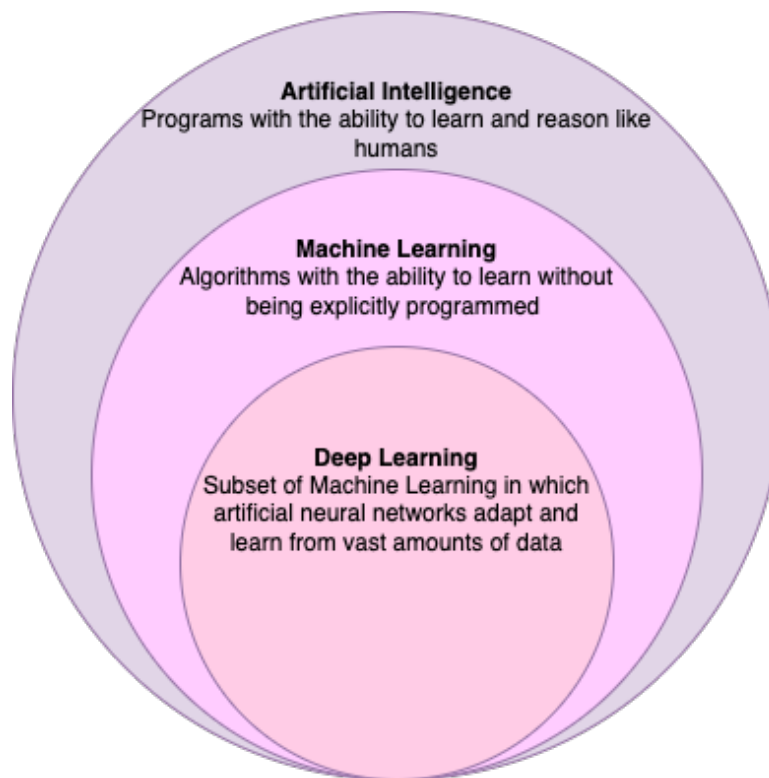 Artificial Intelligence
Programs with the ability to learn and reason like
humans
Machine Learning
Algorithms with the ability to learn without
being explicitly programmed
Deep Learning
Subset of Machine Learning in which
artificial neural networks adapt and
learn from vast amounts of data